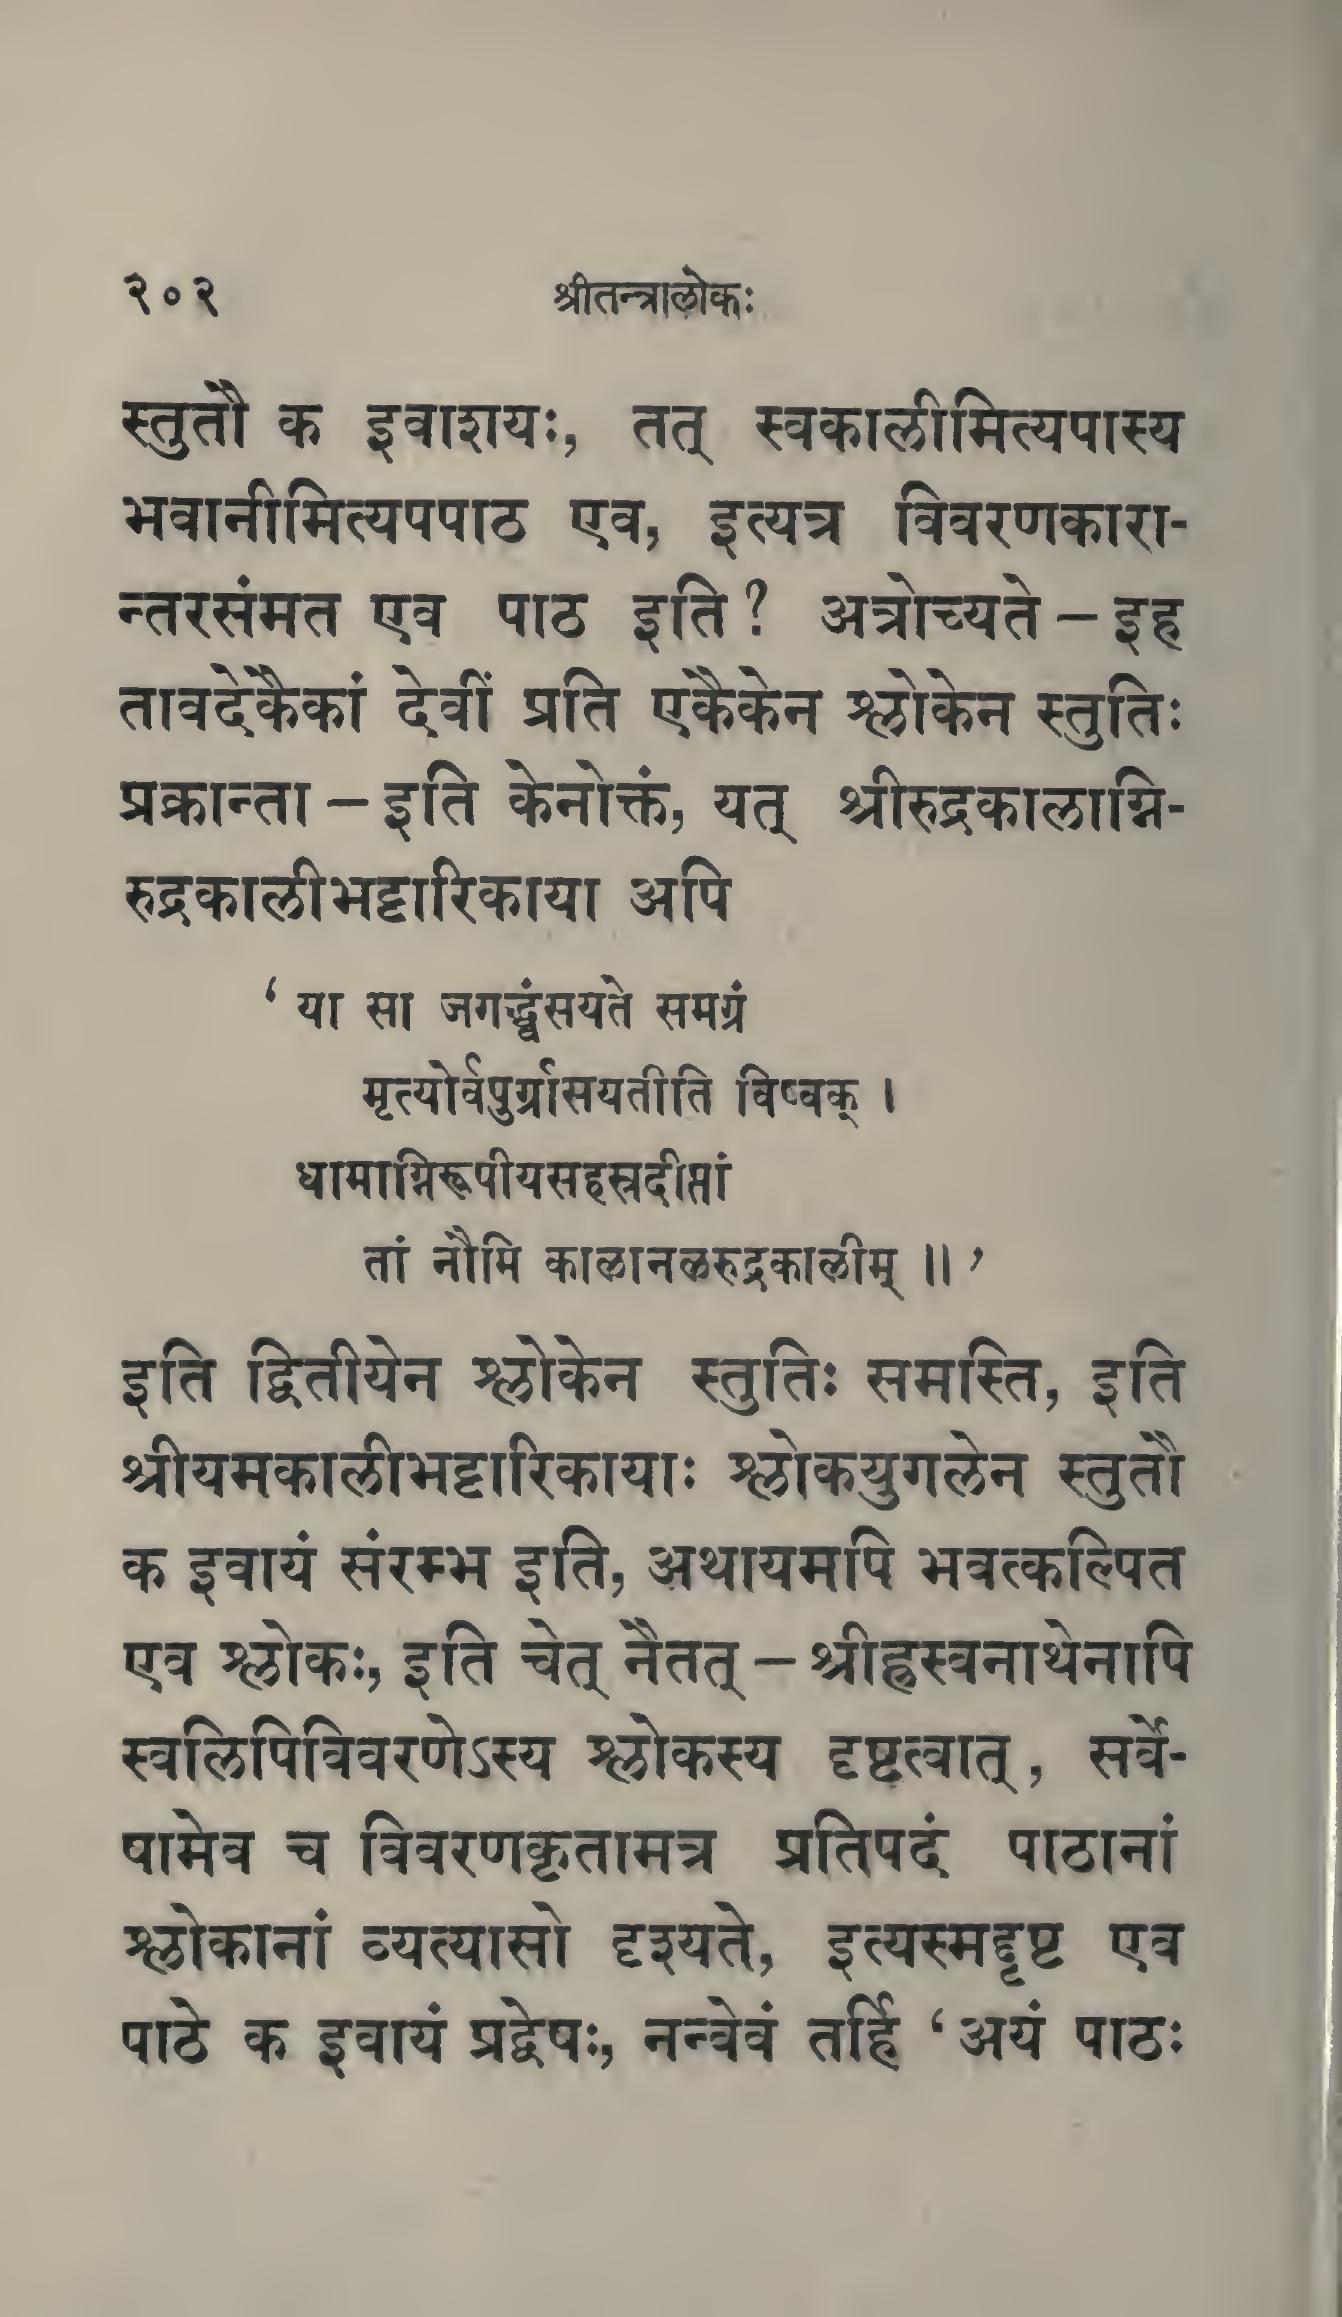 २०२ श्रीतन्त्रालोकः
स्तुतौ क इवाशयः, तत् स्वकालीमित्यपास्य
भवानीमित्यपपाठ एव, इत्यत्र विवरणकारा-
न्तरसंमत एव पाठ इति ? अत्रोच्यते – इह
तावदेकैकां देवीं प्रति एकैकेन श्लोकेन स्तुतिः
प्रक्रान्ता – इति केनोक्तं, यत् श्रीरुद्रकालाग्नि-
रुद्रकालीभट्टारिकाया अपि
‘ या सा जगद्ध्वंसयते समग्रं
मृत्योर्वपुर्ग्रासयतीति विष्वक् ।
धामाग्निरूपीयसहस्रदीप्तां
तां नौमि कालानलरुद्रकालीम् ॥ ’
इति द्वितीयेन श्लोकेन स्तुतिः समस्ति, इति
श्रीयमकालीभट्टारिकायाः श्लोकयुगलेन स्तुतौ
क इवायं संरम्भ इति, अथायमपि भवत्कल्पित
एव श्लोकः, इति चेत् नैतत् – श्रीह्रस्वनाथेनापि
स्वलिपिविवरणेऽस्य श्लोकस्य दृष्टत्वात् , सर्वे-
षामेव च विवरणकृतामत्र प्रतिपदं पाठानां
श्लोकानां व्यत्यासो दृश्यते, इत्यस्मद्दृष्ट एव
पाठे क इवायं प्रद्वेषः, नन्वेवं तर्हि ‘ अयं पाठः